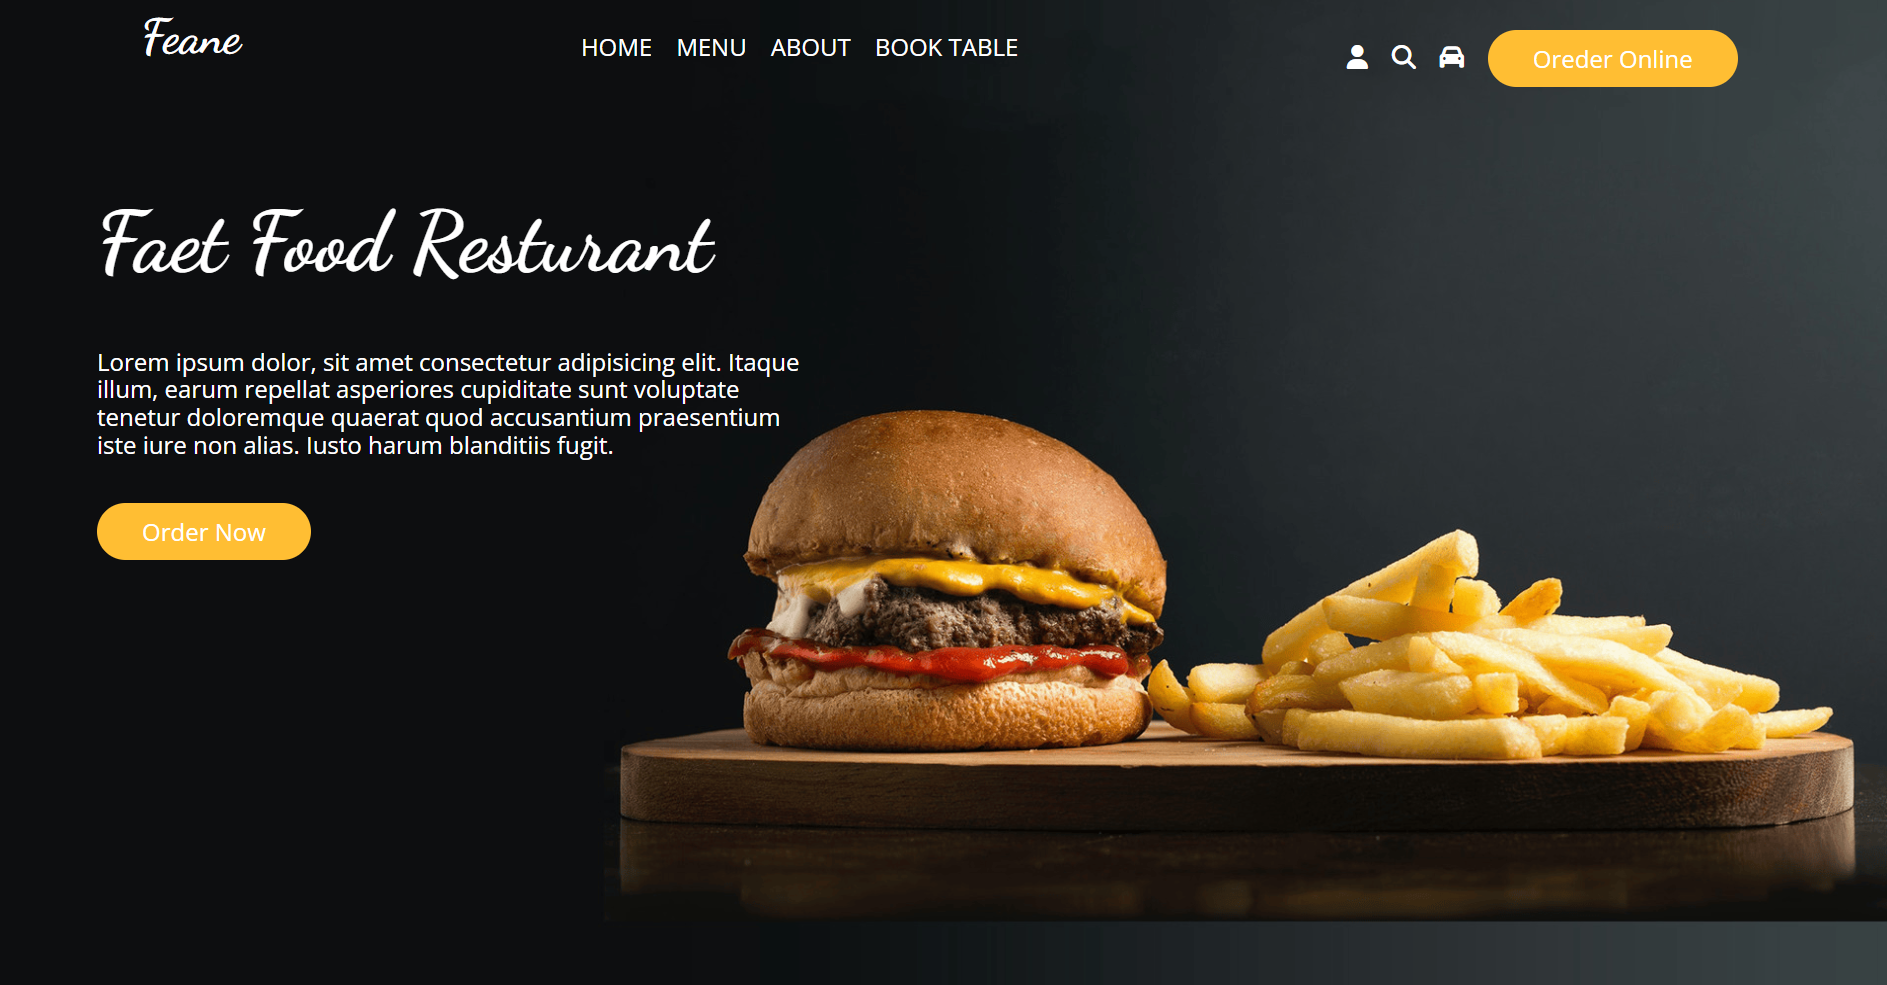 Feane
HOME MENU ABOUT BOOK TABLE
Oreder Online
Faet Food Resturant
Lorem ipsum dolor, sit amet consectetur adipisicing elit. Itaque
illum, earum repellat asperiores cupiditate sunt voluptate
tenetur doloremque quaerat quod accusantium praesentium
iste iure non alias. Iusto harum blanditiis fugit.
Order Now